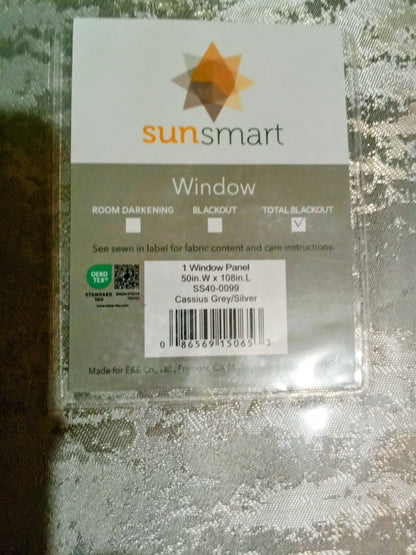 sunsmart
Window
ROOM DARKENING BLACKOUT TOTAL BLACKOUT
See sewn in label for fabric content and care instructions.
OEKO
TEX®
STANDARD
100
1 Window Panel
50in.W x 108in.L
SS40-0099
Cassius Grey/Silver
0 86569 15065 3
Made for E&E Co., Ltd., Fremont, CA